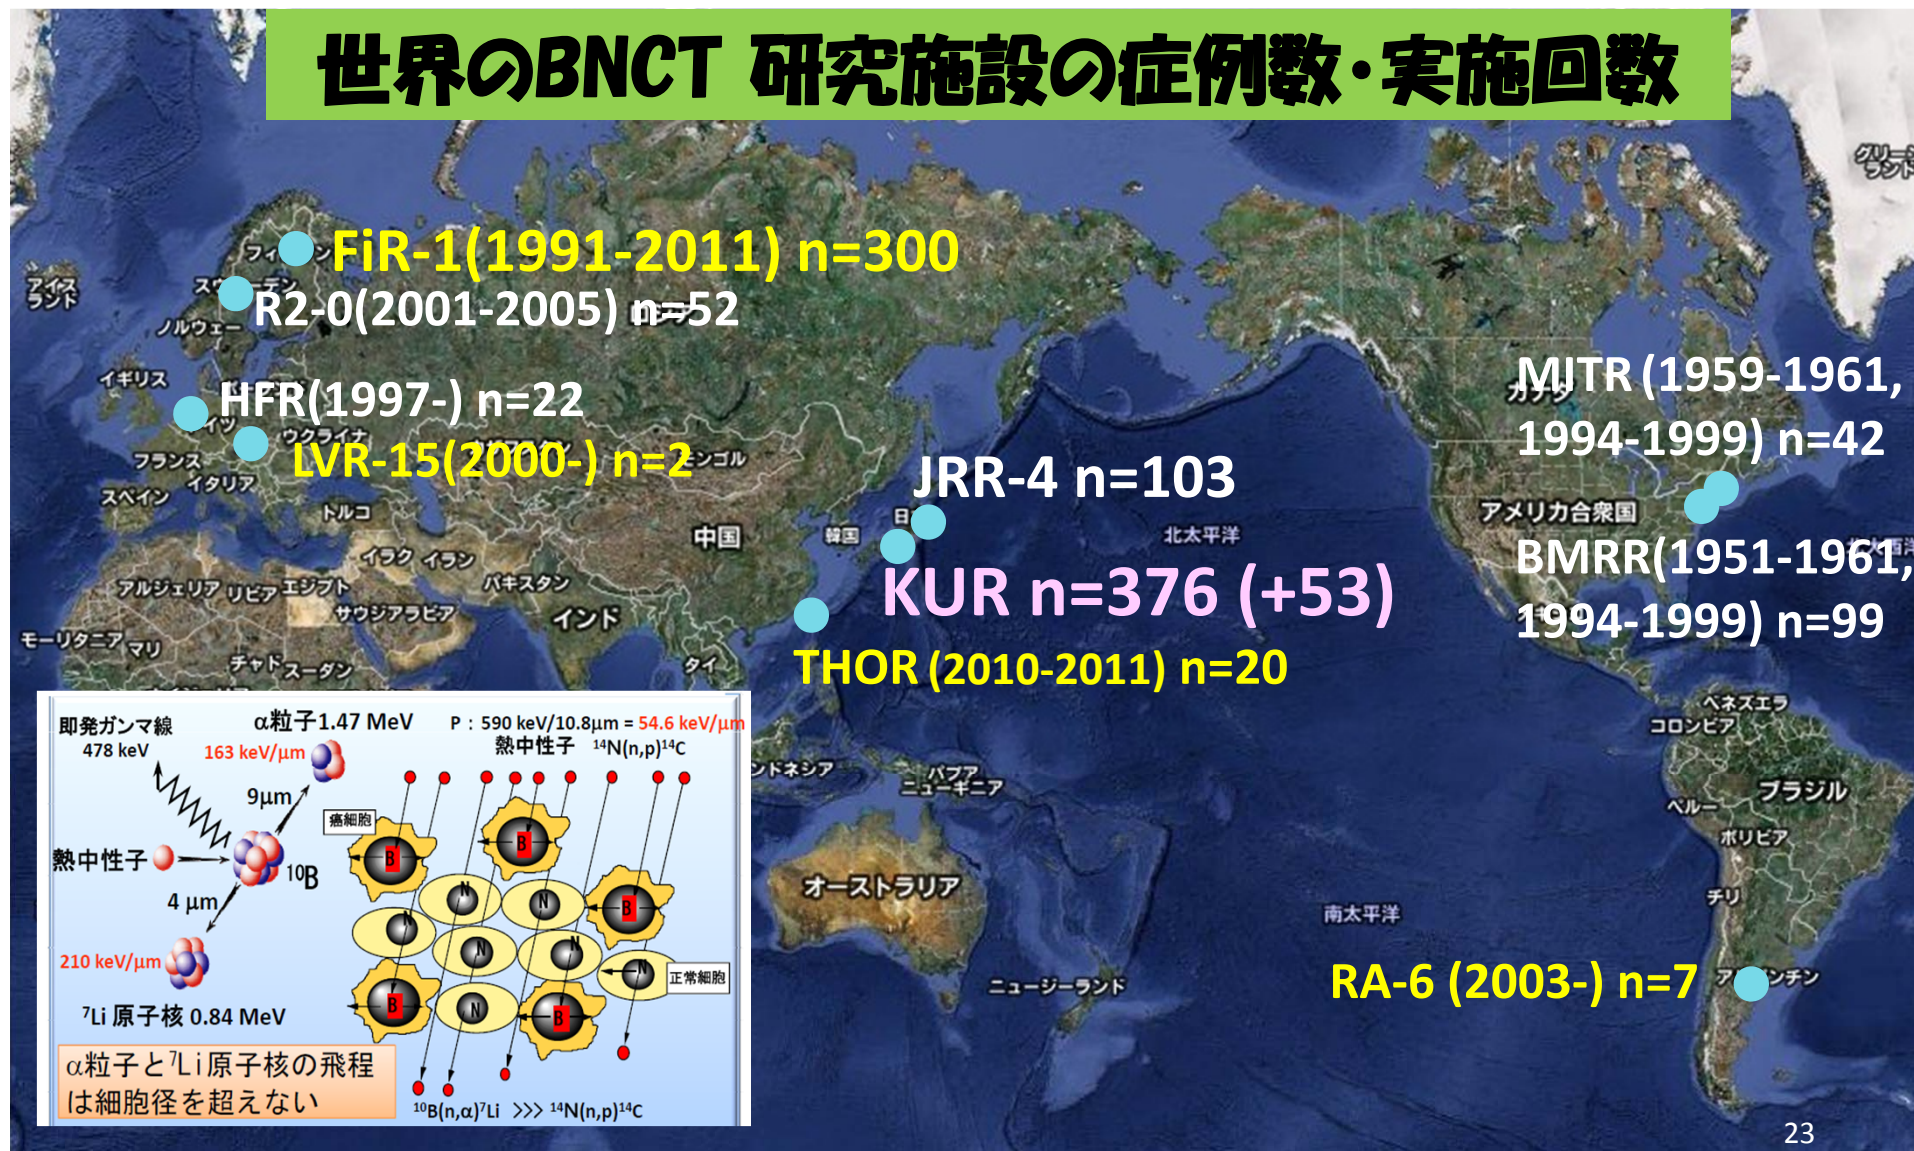 世界のBNCT 研究施設の症例数・実施回数
グリーン
ランド
FiR-1(1991-2011) n=300
アイス
ランド
R2-0(2001-2005) n=52
ノルウェー
イギリス
HFR(1997-) n=22
ウクライナ
フランス
LVR-15(2000-) n=2
モンゴル
スペイン
イタリア
トルコ
MITR (1959-1961,
1994-1999) n=42
カナダ
JRR-4 n=103
アメリカ合衆国
中国
韓国
北太平洋
イラク
イラン
BMRR(1951-1961,
1994-1999) n=99
アルジェリア
リビア
エジプト
パキスタン
サウジアラビア
インド
KUR n=376 (+53)
モーリタニア
マリ
チャド
スーダン
タイ
THOR (2010-2011) n=20
ベネズエラ
コロンビア
ンドネシア
パプア
ニューギニア
ペルー
ブラジル
ボリビア
オーストラリア
南太平洋
チリ
ニュージーランド
RA-6 (2003-) n=7
即発ガンマ線
478 keV
α粒子1.47 MeV
163 keV/μm
P：590 keV/10.8μm = 54.6 keV/μm
熱中性子 ¹⁴N(n,p)¹⁴C
9μm
癌細胞
B
B
熱中性子
¹⁰B
N
N
B
4 μm
N
N
N
210 keV/μm
N
正常細胞
B
N
B
⁷Li 原子核 0.84 MeV
α粒子と⁷Li原子核の飛程
は細胞径を超えない
¹⁰B(n,α)⁷Li >>> ¹⁴N(n,p)¹⁴C
23